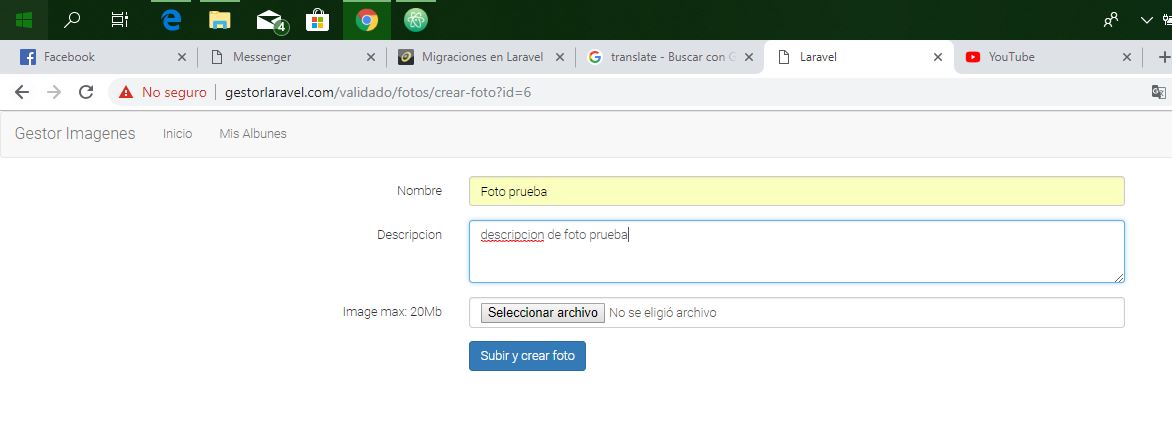 4
Facebook
Messenger
Migraciones en Laravel
translate - Buscar con G
Laravel
YouTube
No seguro
gestorlaravel.com/validado/fotos/crear-foto?id=6
Gestor Imagenes
Inicio
Mis Albunes
Nombre
Foto prueba
Descripcion
descripcion de foto prueba
Image max: 20Mb
Seleccionar archivo
No se eligió archivo
Subir y crear foto